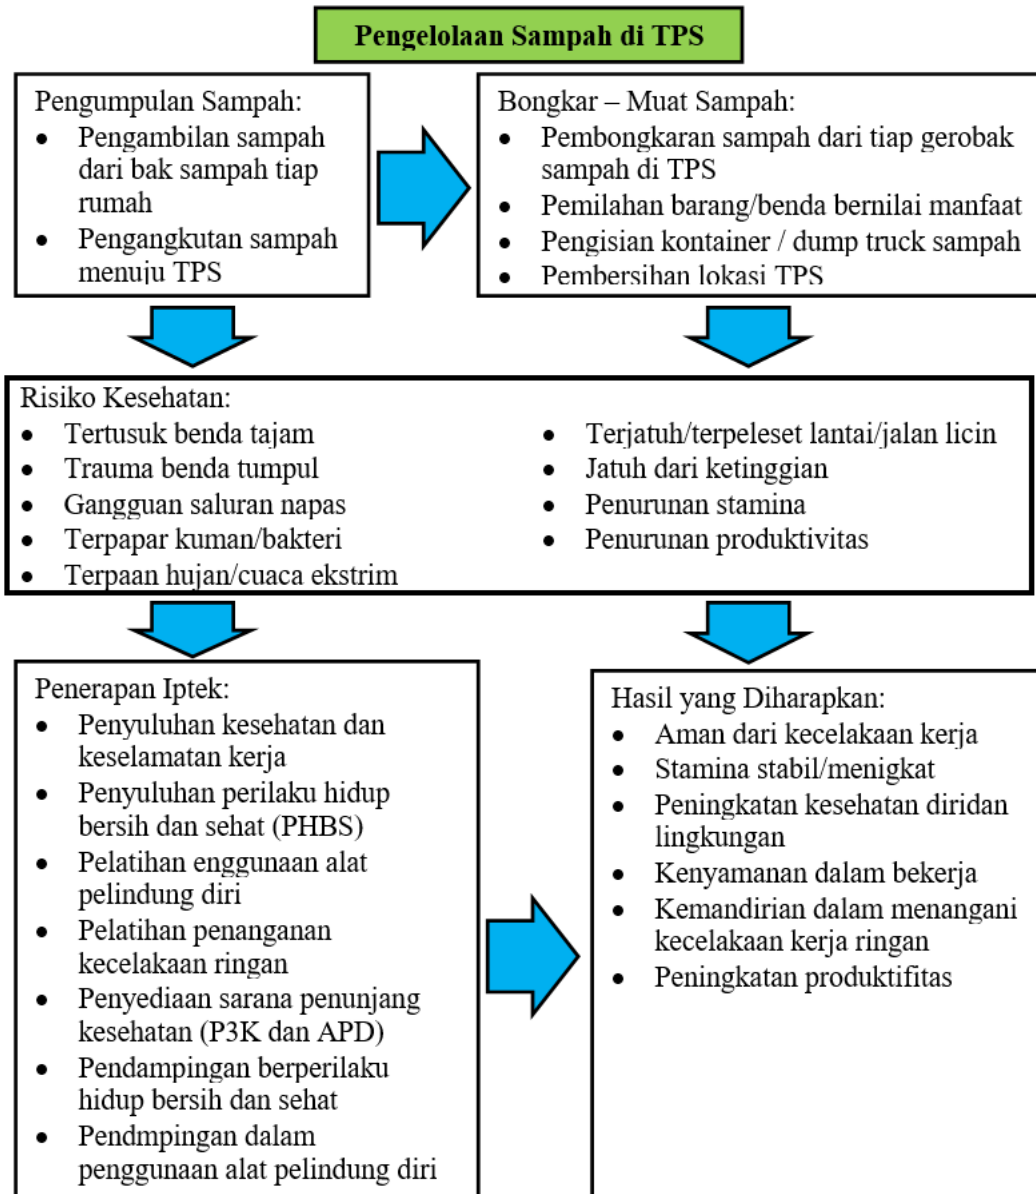 Pengelolaan Sampah di TPS
Pengumpulan Sampah:
• Pengambilan sampah
dari bak sampah tiap
rumah
• Pengangkutan sampah
menuju TPS
Bongkar – Muat Sampah:
• Pembongkaran sampah dari tiap gerobak
sampah di TPS
• Pemilahan barang/benda bernilai manfaat
• Pengisian kontainer / dump truck sampah
• Pembersihan lokasi TPS
Risiko Kesehatan:
• Tertusuk benda tajam
• Trauma benda tumpul
• Gangguan saluran napas
• Terpapar kuman/bakteri
• Terpaan hujan/cuaca ekstrim
• Terjatuh/terpeleset lantai/jalan licin
• Jatuh dari ketinggian
• Penurunan stamina
• Penurunan produktivitas
Penerapan Iptek:
• Penyuluhan kesehatan dan
keselamatan kerja
• Penyuluhan perilaku hidup
bersih dan sehat (PHBS)
• Pelatihan enggunaan alat
pelindung diri
• Pelatihan penanganan
kecelakaan ringan
• Penyediaan sarana penunjang
kesehatan (P3K dan APD)
• Pendampingan berperilaku
hidup bersih dan sehat
• Pendmpingan dalam
penggunaan alat pelindung diri
Hasil yang Diharapkan:
• Aman dari kecelakaan kerja
• Stamina stabil/menigkat
• Peningkatan kesehatan diridan
lingkungan
• Kenyamanan dalam bekerja
• Kemandirian dalam menangani
kecelakaan kerja ringan
• Peningkatan produktifitas